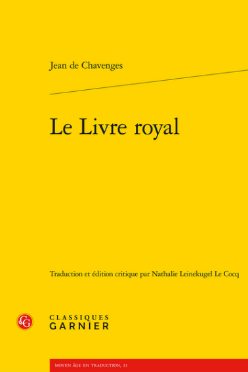 Jean de Chavenges
Le Livre royal
Traduction et édition critique par Nathalie Leinekugel Le Cocq
CLASSIQUES
GARNIER